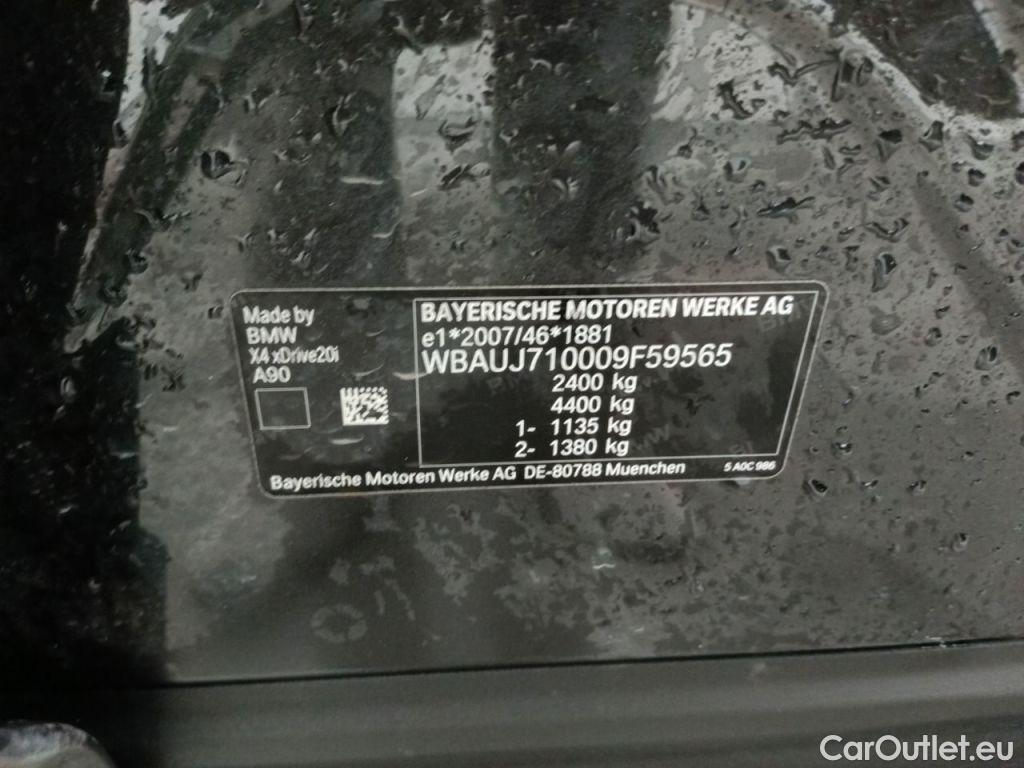 Made by
BMW
X4 xDrive20i
A90
BAYERISCHE MOTOREN WERKE AG
e1*2007/46*1881
WBAUJ710009F59565
2400 kg
4400 kg
1- 1135 kg
2- 1380 kg
Bayerische Motoren Werke AG DE-80788 Muenchen
5 A0C 986
CarOutlet.eu